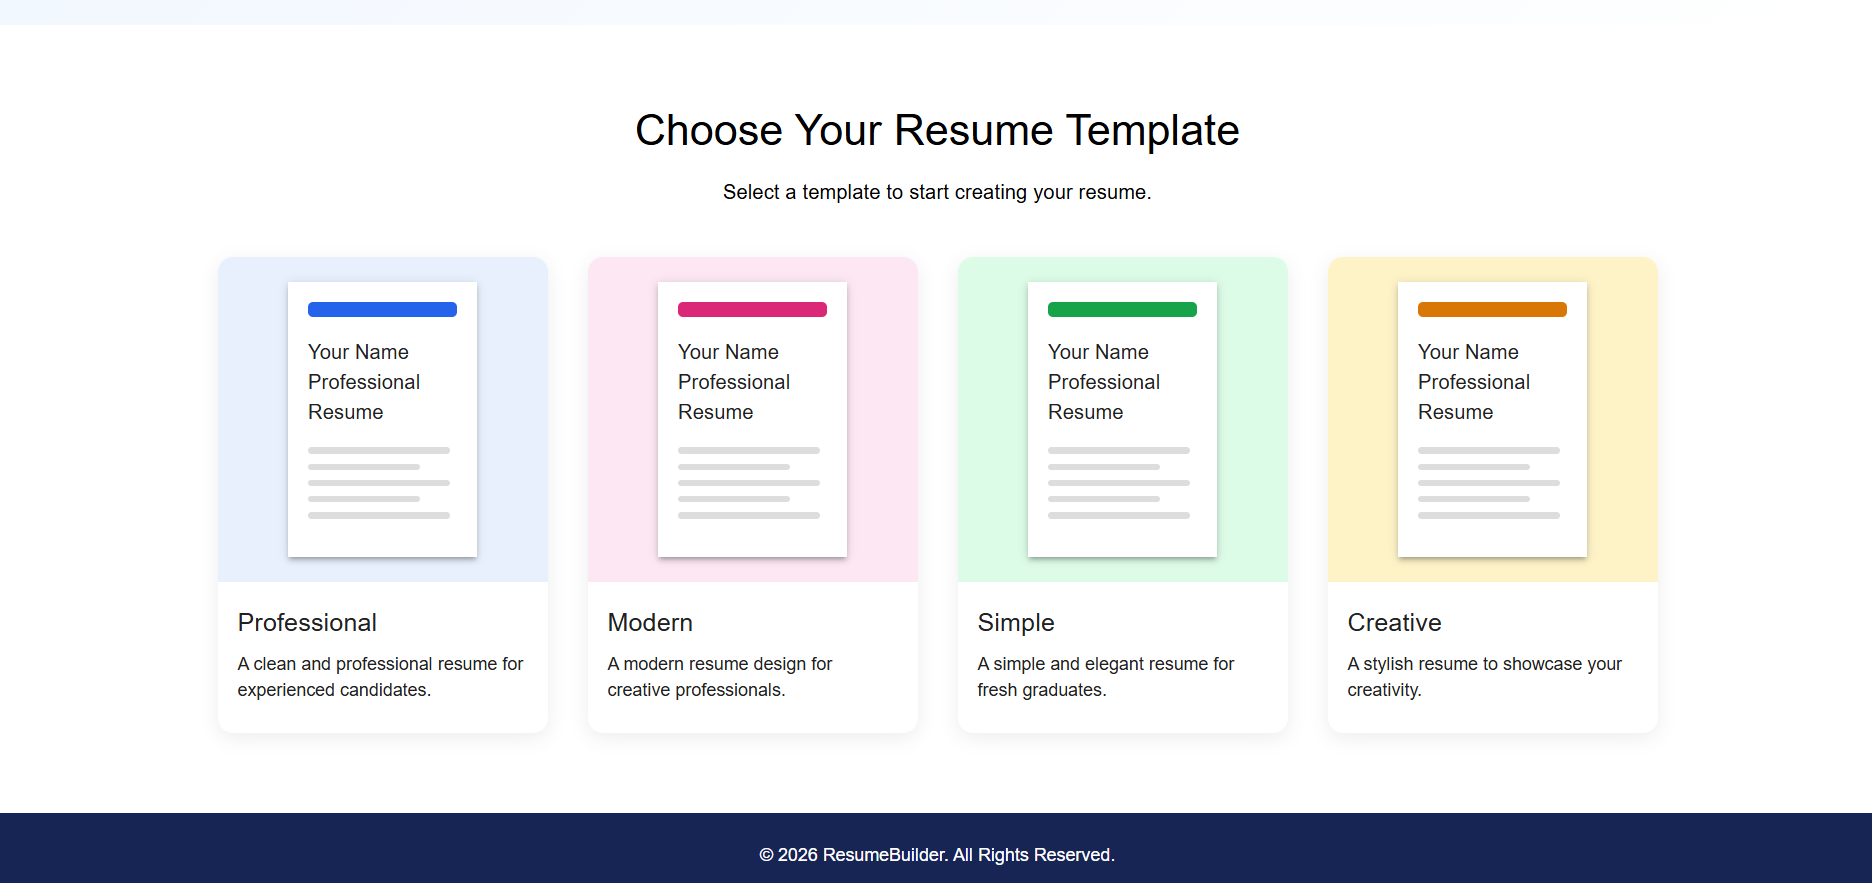 Choose Your Resume Template
Select a template to start creating your resume.
Your Name
Professional
Resume
Professional
A clean and professional resume for
experienced candidates.
Your Name
Professional
Resume
Modern
A modern resume design for
creative professionals.
Your Name
Professional
Resume
Simple
A simple and elegant resume for
fresh graduates.
Your Name
Professional
Resume
Creative
A stylish resume to showcase your
creativity.
© 2026 ResumeBuilder. All Rights Reserved.